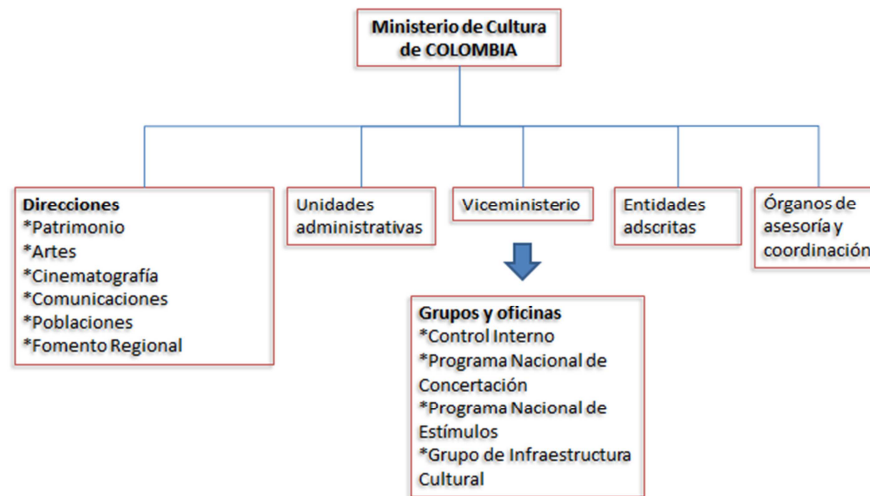 Ministerio de Cultura
de COLOMBIA
Direcciones
*Patrimonio
*Artes
*Cinematografía
*Comunicaciones
*Poblaciones
*Fomento Regional
Unidades
administrativas
Viceministerio
Entidades
adscritas
Órganos de
asesoría y
coordinación
Grupos y oficinas
*Control Interno
*Programa Nacional de
Concertación
*Programa Nacional de
Estímulos
*Grupo de Infraestructura
Cultural